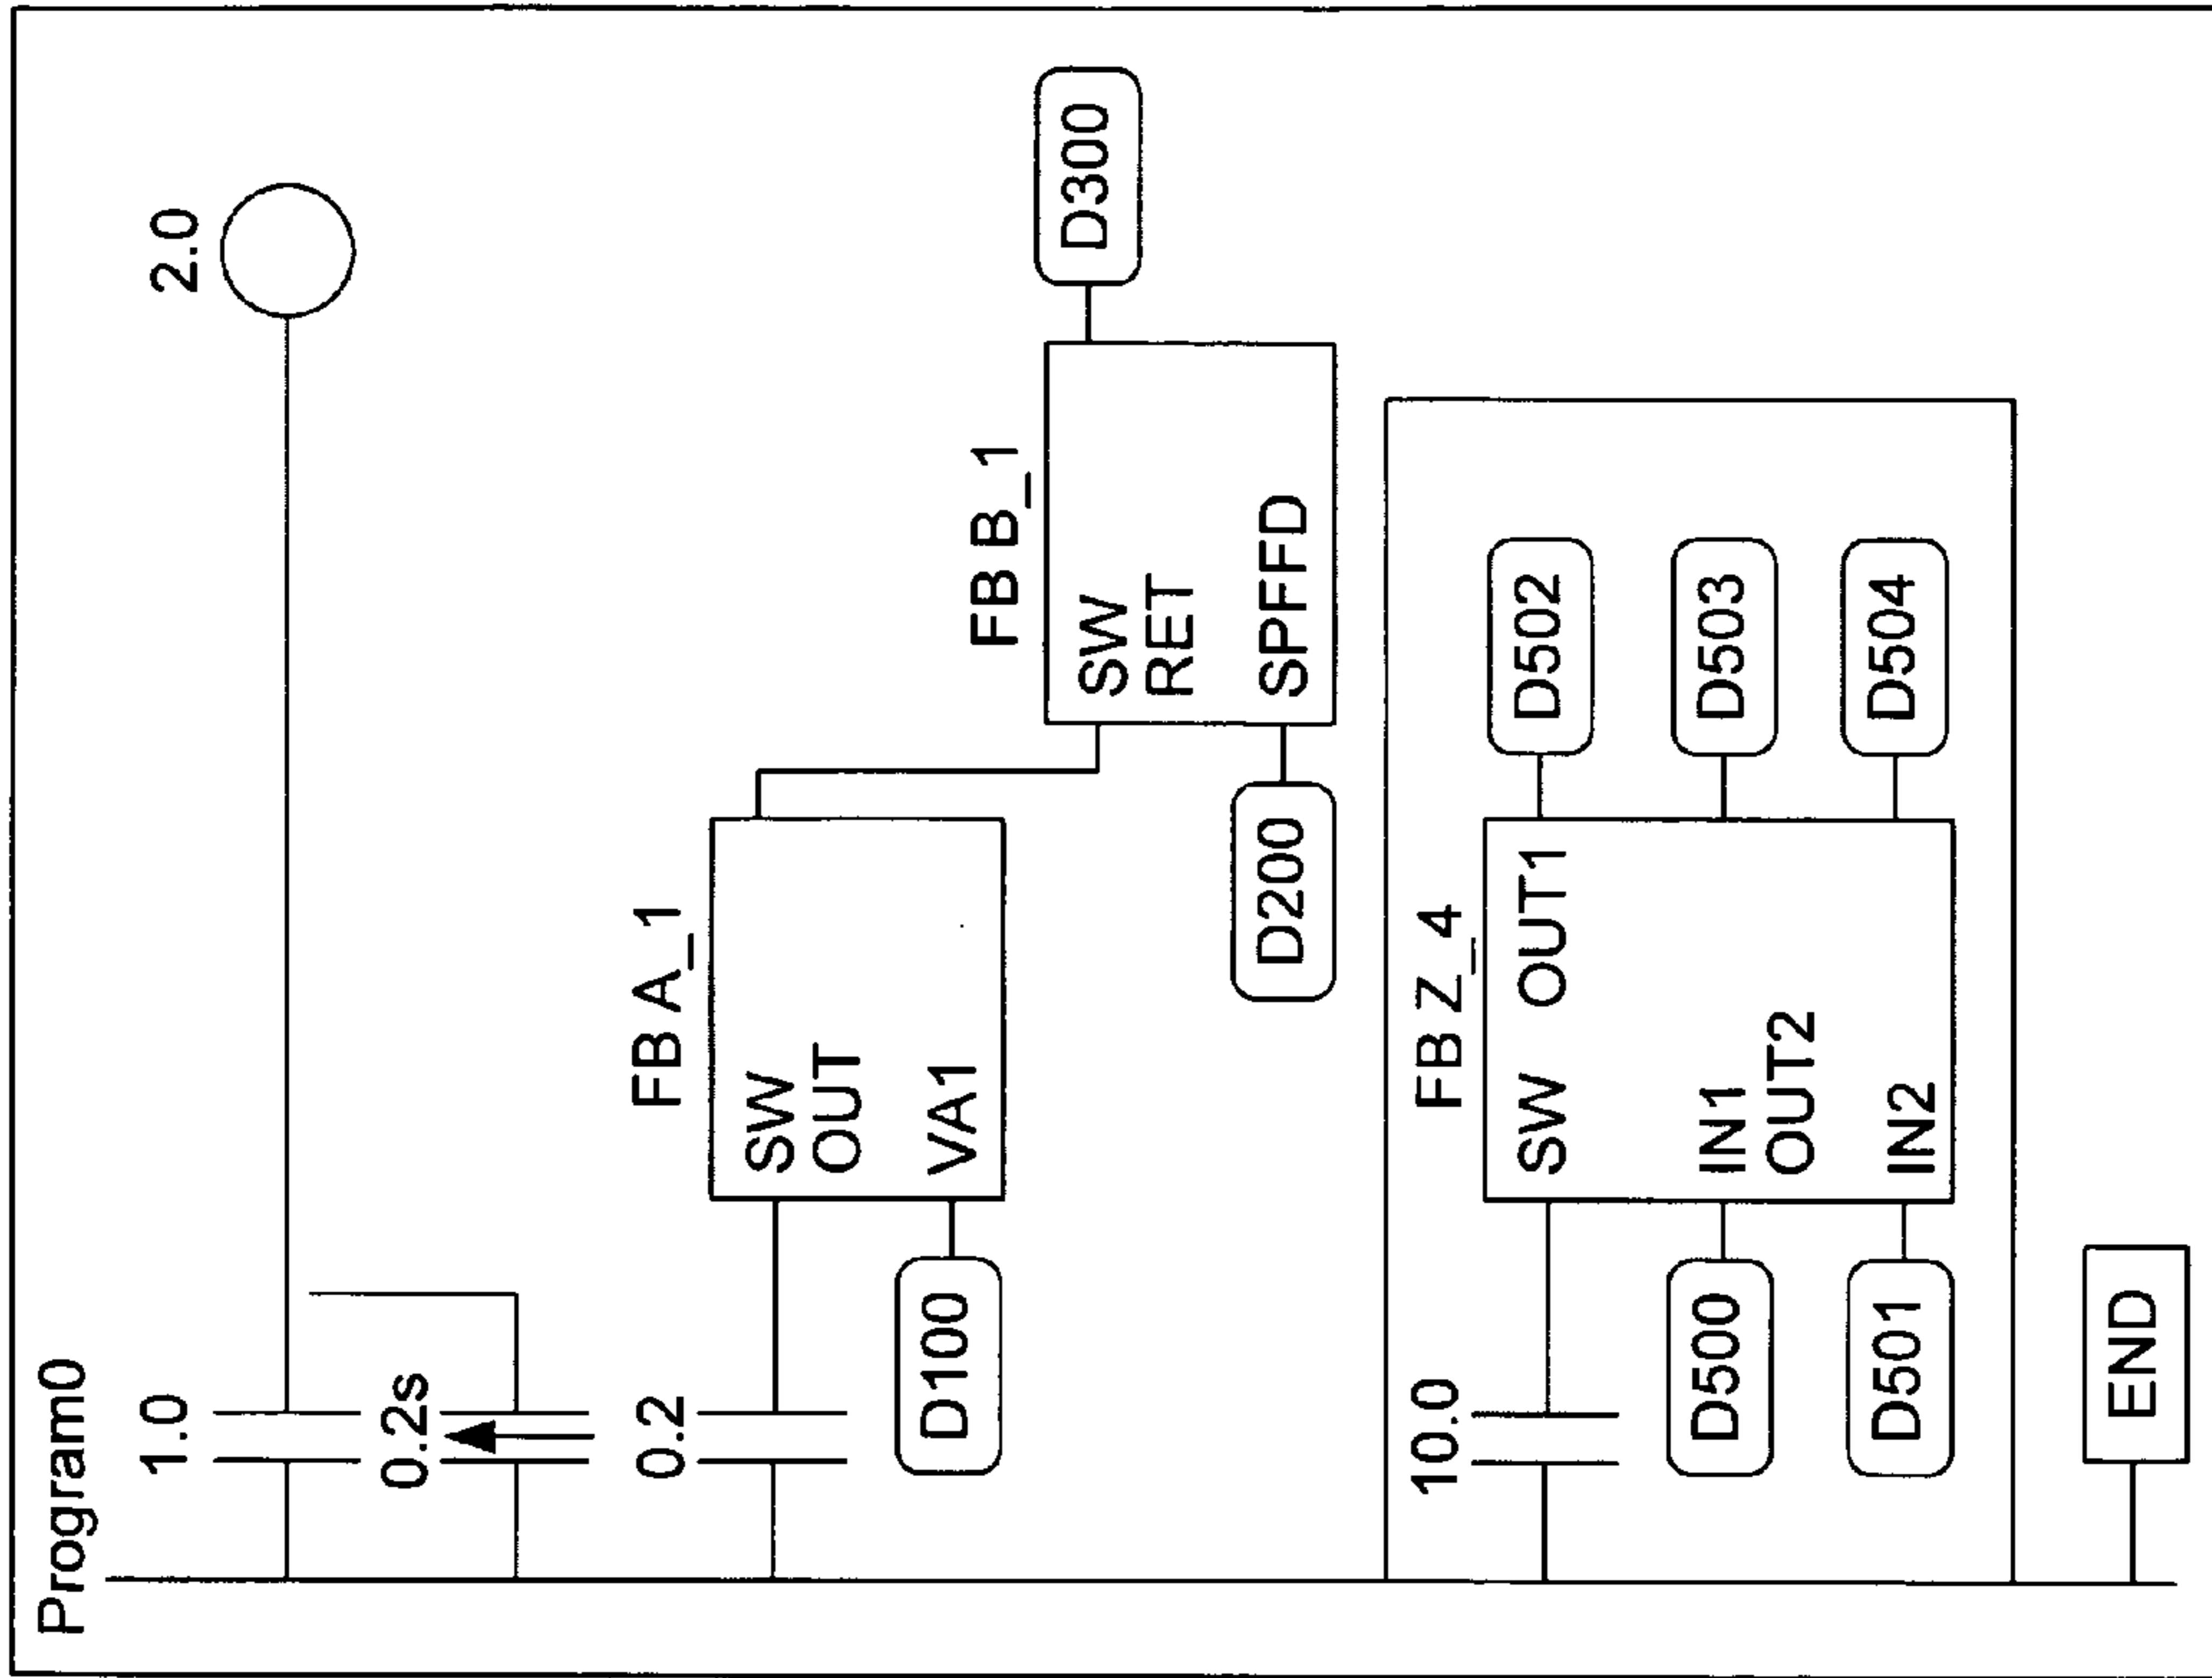 Program0
1.0
2.0
0.2s
0.2
FB A_1
SW
OUT
VA1
D100
FB B_1
SW
RET
SPFFD
D300
D200
10.0
FB Z_4
SW OUT1
IN1
OUT2
IN2
D500
D501
D502
D503
D504
END